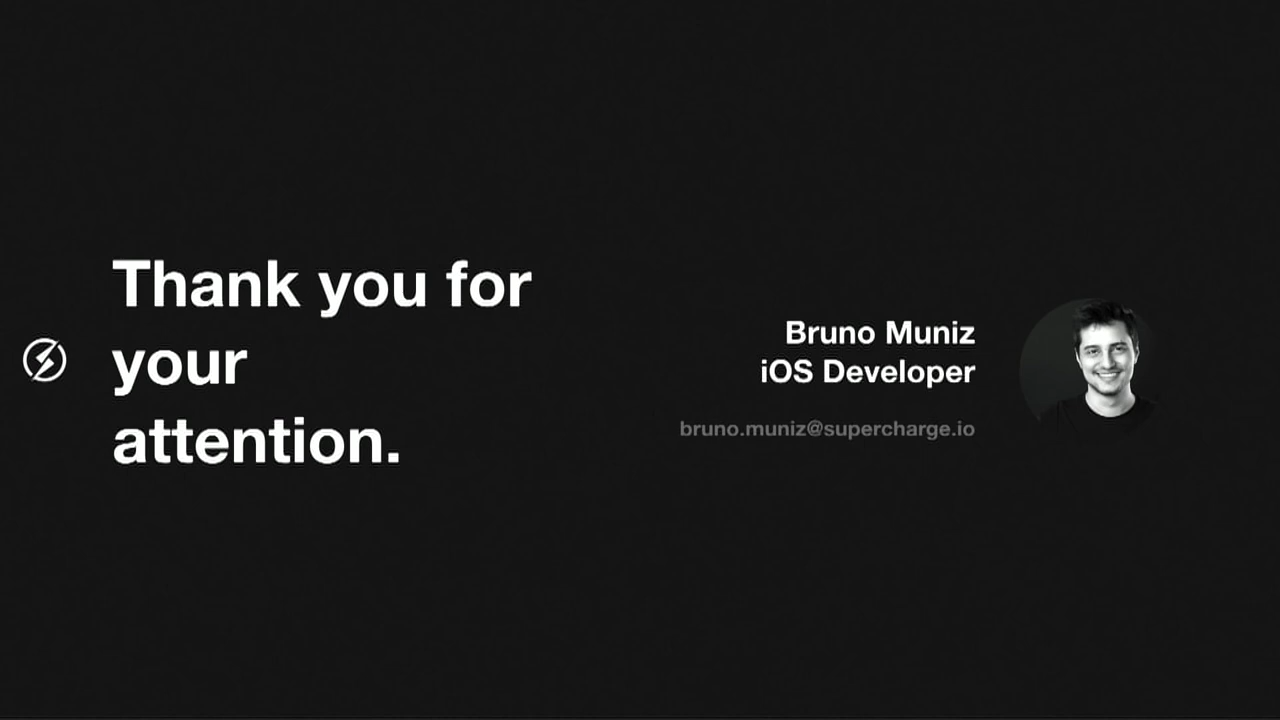 Thank you for
your
attention.
Bruno Muniz
iOS Developer
bruno.muniz@supercharge.io